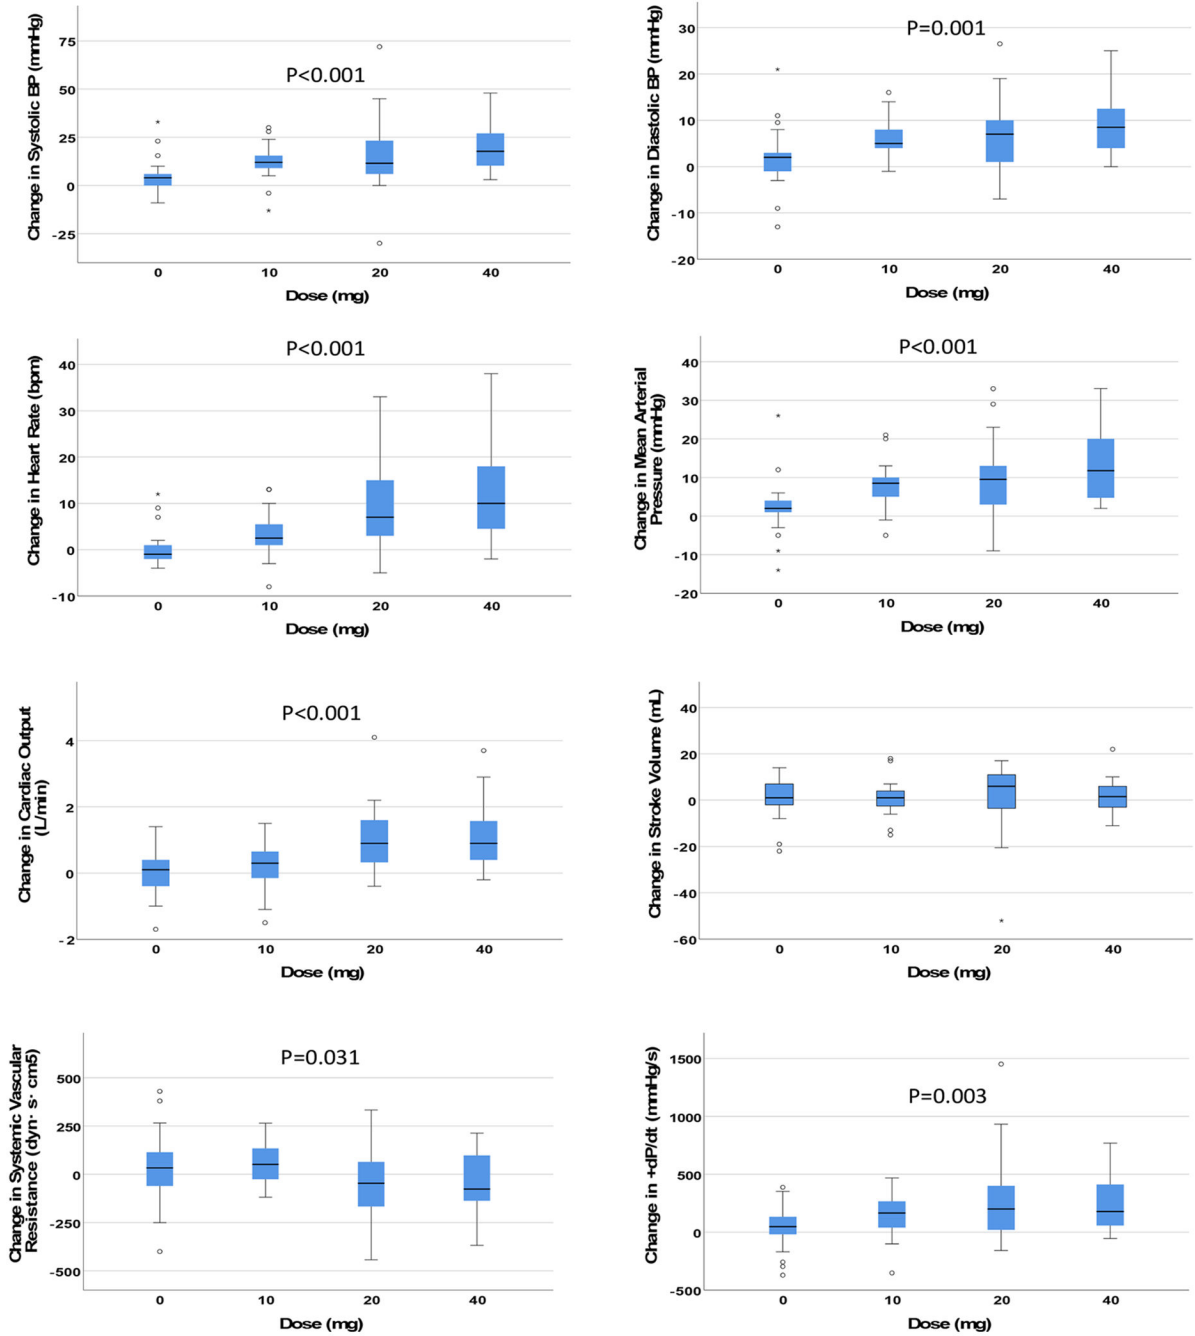 Change in Systolic BP (mmHg)
75
50
25
0
-25
P<0.001
0 10 20 40
Dose (mg)
Change in Diastolic BP (mmHg)
30
20
10
0
-10
-20
P=0.001
0 10 20 40
Dose (mg)
Change in Heart Rate (bpm)
40
30
20
10
0
-10
P<0.001
0 10 20 40
Dose (mg)
Change in Mean Arterial
Pressure (mmHg)
40
30
20
10
0
-10
-20
P<0.001
0 10 20 40
Dose (mg)
Change in Cardiac Output
(L/min)
4
2
0
-2
P<0.001
0 10 20 40
Dose (mg)
Change in Stroke Volume (mL)
40
20
0
-20
-40
-60
0 10 20 40
Dose (mg)
Change in Systemic Vascular
Resistance (dyn· s· cm5)
500
250
0
-250
-500
P=0.031
0 10 20 40
Dose (mg)
Change in +dP/dt (mmHg/s)
1500
1000
500
0
-500
P=0.003
0 10 20 40
Dose (mg)